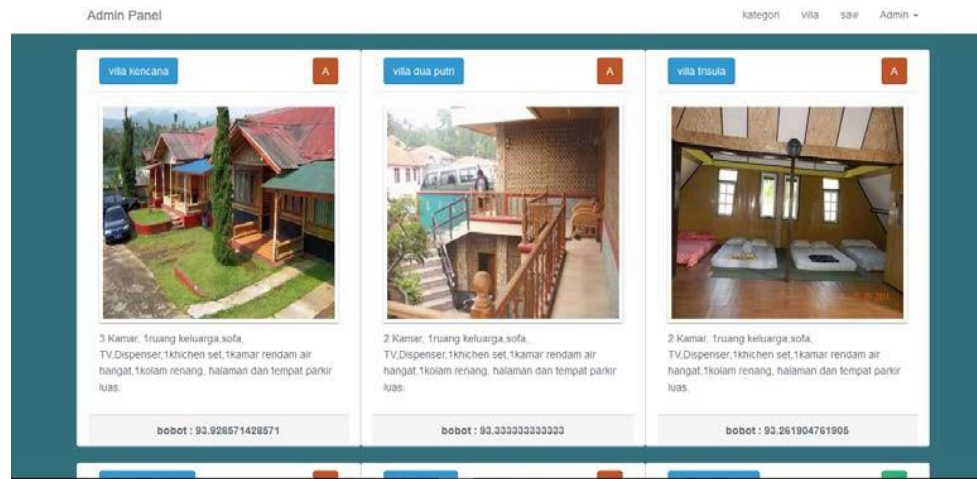 Admin Panel
kategori villa saw Admin
villa kencana
A
3 Kamar, 1ruang keluarga,sofa,
TV,Dispenser,1khichen set,1kamar rendam air
hangat,1kolam renang, halaman dan tempat parkir
luas.
bobot : 93.928571428571
villa dua putri
A
2 Kamar, 1ruang keluarga,sofa,
TV,Dispenser,1khichen set,1kamar rendam air
hangat,1kolam renang, halaman dan tempat parkir
luas.
bobot : 93.333333333333
villa trisula
A
2 Kamar, 1ruang keluarga,sofa,
TV,Dispenser,1khichen set,1kamar rendam air
hangat,1kolam renang, halaman dan tempat parkir
luas.
bobot : 93.261904761905